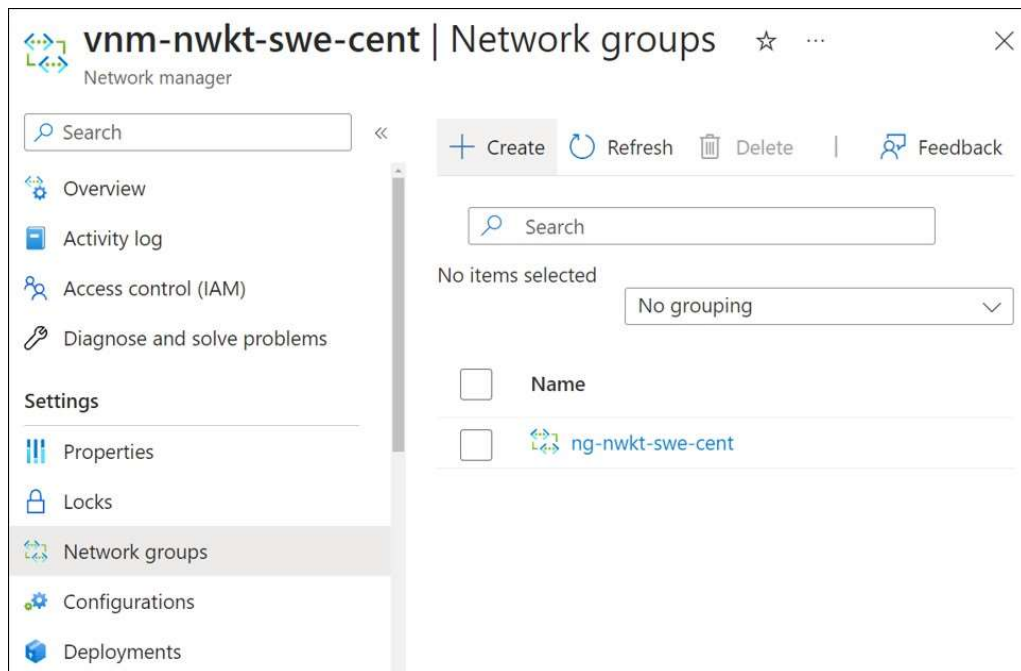 vnm-nwkt-swe-cent | Network groups
Network manager
Search
Overview
Activity log
Access control (IAM)
Diagnose and solve problems
Settings
Properties
Locks
Network groups
Configurations
Deployments
Create Refresh Delete | Feedback
Search
No items selected
No grouping
Name
ng-nwkt-swe-cent